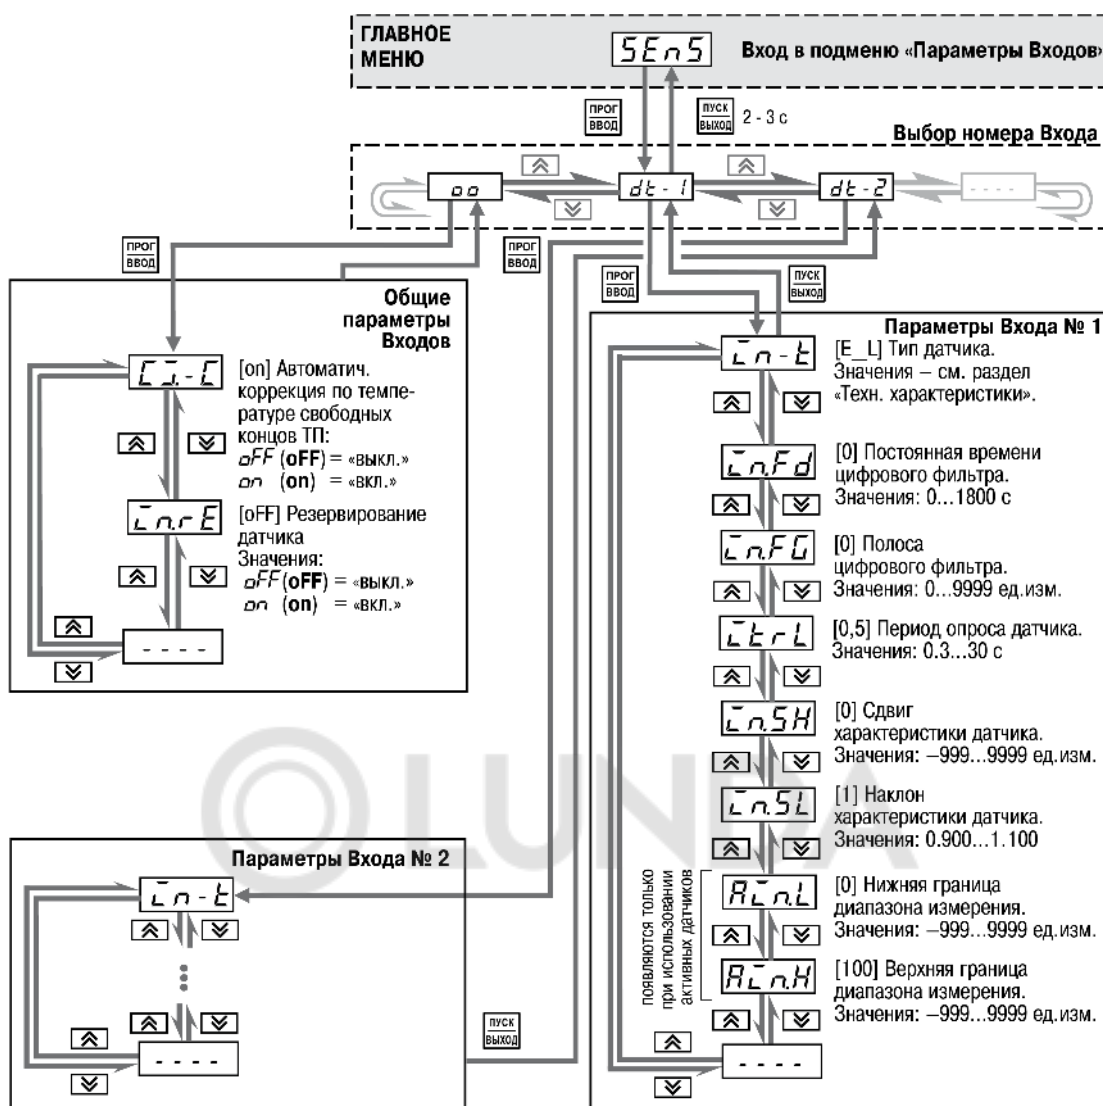 ГЛАВНОЕ
МЕНЮ
SEnS
Вход в подменю «Параметры Входов»
ПРОГ
ВВОД
ПУСК
ВЫХОД
2 - 3 с
Выбор номера Входа
oo
dt-1
dt-2
- - - -
ПРОГ
ВВОД
ПРОГ
ВВОД
ПРОГ
ВВОД
ПУСК
ВЫХОД
Общие
параметры
Входов
CJ.-C
[on] Автоматич.
коррекция по темпе-
ратуре свободных
концов ТП:
oFF (oFF) = «выкл.»
on (on) = «вкл.»
in.rE
[oFF] Резервирование
датчика
Значения:
oFF (oFF) = «выкл.»
on (on) = «вкл.»
- - - -
Параметры Входа № 1
in-t
[E_L] Тип датчика.
Значения – см. раздел
«Техн. характеристики».
in.Fd
[0] Постоянная времени
цифрового фильтра.
Значения: 0...1800 с
in.FG
[0] Полоса
цифрового фильтра.
Значения: 0...9999 ед.изм.
itrL
[0,5] Период опроса датчика.
Значения: 0.3...30 с
in.SH
[0] Сдвиг
характеристики датчика.
Значения: –999...9999 ед.изм.
in.SL
[1] Наклон
характеристики датчика.
Значения: 0.900...1.100
появляются только
при использовании
активных датчиков
Ain.L
[0] Нижняя граница
диапазона измерения.
Значения: –999...9999 ед.изм.
Ain.H
[100] Верхняя граница
диапазона измерения.
Значения: –999...9999 ед.изм.
- - - -
Параметры Входа № 2
in-t
- - - -
ПУСК
ВЫХОД
LUNDA